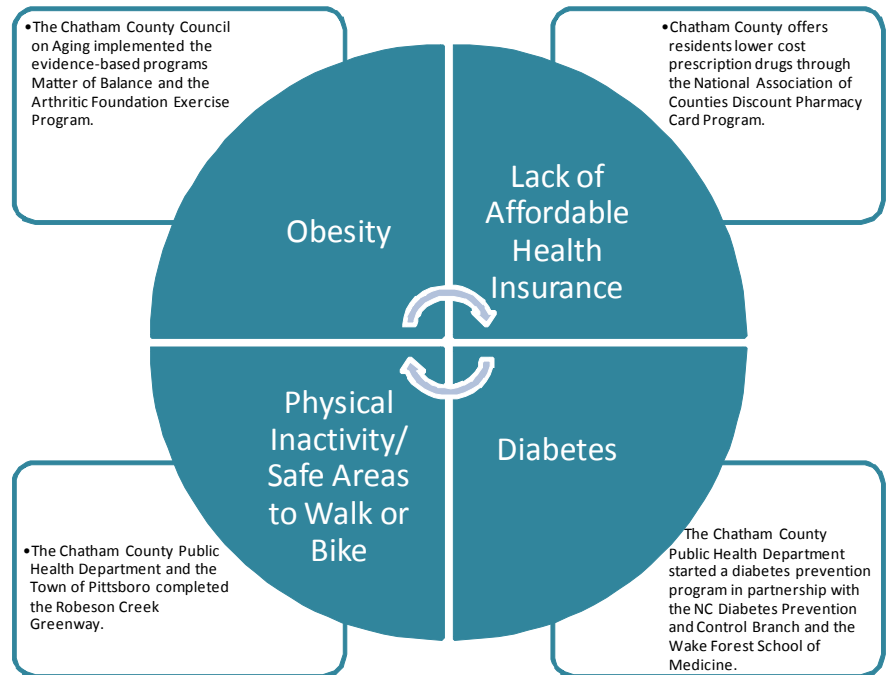 •The Chatham County Council
on Aging implemented the
evidence-based programs
Matter of Balance and the
Arthritic Foundation Exercise
Program.
•Chatham County offers
residents lower cost
prescription drugs through
the National Association of
Counties Discount Pharmacy
Card Program.
Obesity
Lack of
Affordable
Health
Insurance
Physical
Inactivity/
Safe Areas
to Walk or
Bike
Diabetes
•The Chatham County Public
Health Department and the
Town of Pittsboro completed
the Robeson Creek
Greenway.
The Chatham County
Public Health Department
started a diabetes prevention
program in partnership with
the NC Diabetes Prevention
and Control Branch and the
Wake Forest School of
Medicine.